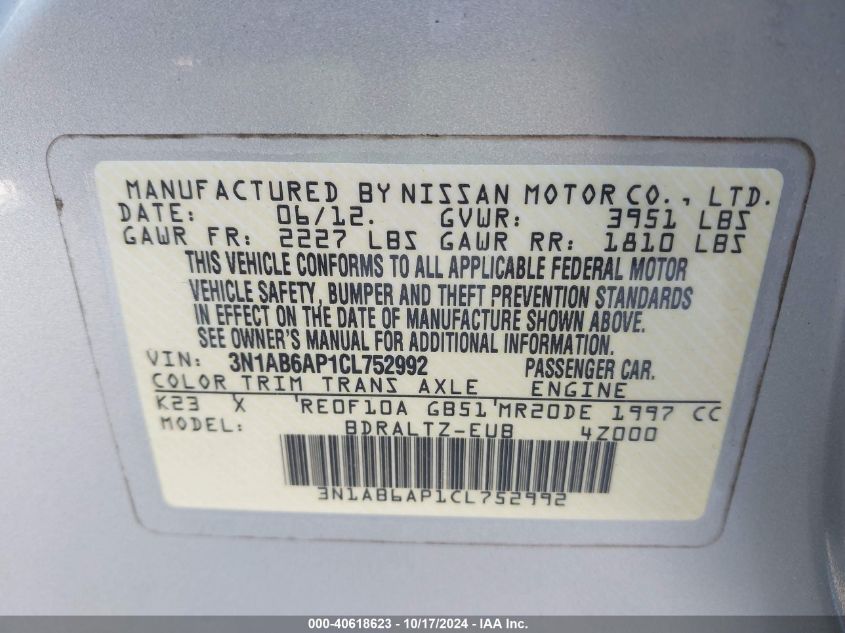 MANUFACTURED BY NISSAN MOTOR CO., LTD.
DATE: 06/12. GVWR: 3951 LBS
GAWR FR: 2227 LBS GAWR RR: 1810 LBS
THIS VEHICLE CONFORMS TO ALL APPLICABLE FEDERAL MOTOR
VEHICLE SAFETY, BUMPER AND THEFT PREVENTION STANDARDS
IN EFFECT ON THE DATE OF MANUFACTURE SHOWN ABOVE.
SEE OWNER'S MANUAL FOR ADDITIONAL INFORMATION.
VIN: 3N1AB6AP1CL752992 PASSENGER CAR.
COLOR TRIM TRANS AXLE ENGINE
K23 X 'RE0F10A GB51'MR20DE 1997 CC
MODEL: BDRALTZ-EUB 4Z000
3N1AB6AP1CL752992
000-40618623 - 10/17/2024 - IAA Inc.